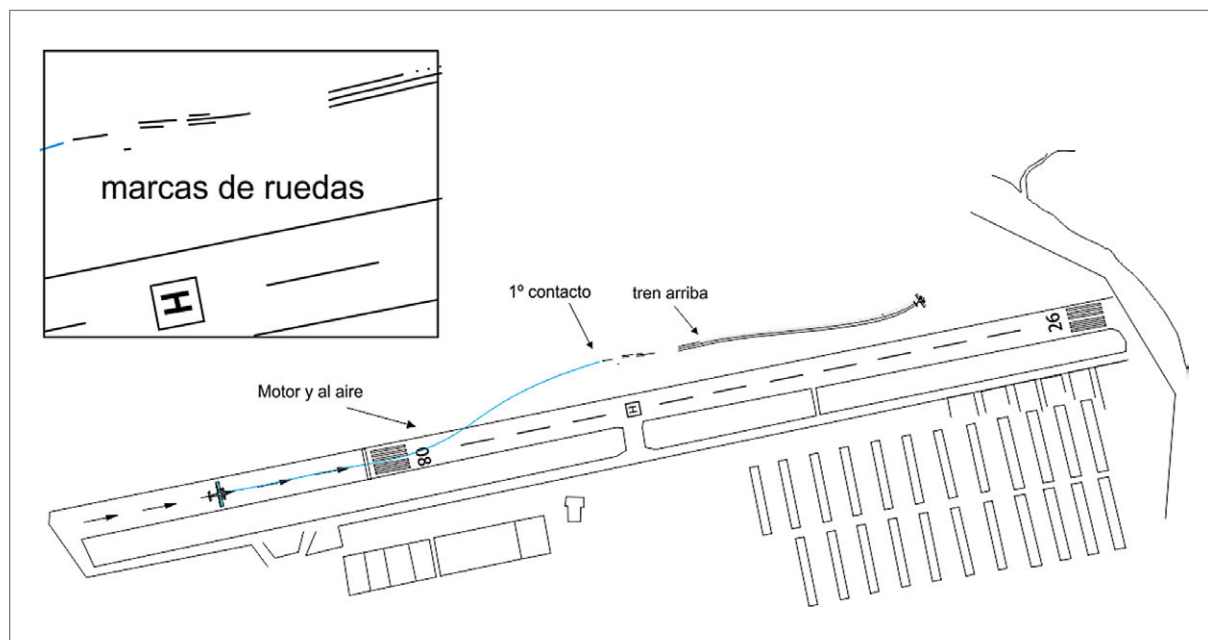 marcas de ruedas
H
1º contacto
tren arriba
26
Motor y al aire
H
08